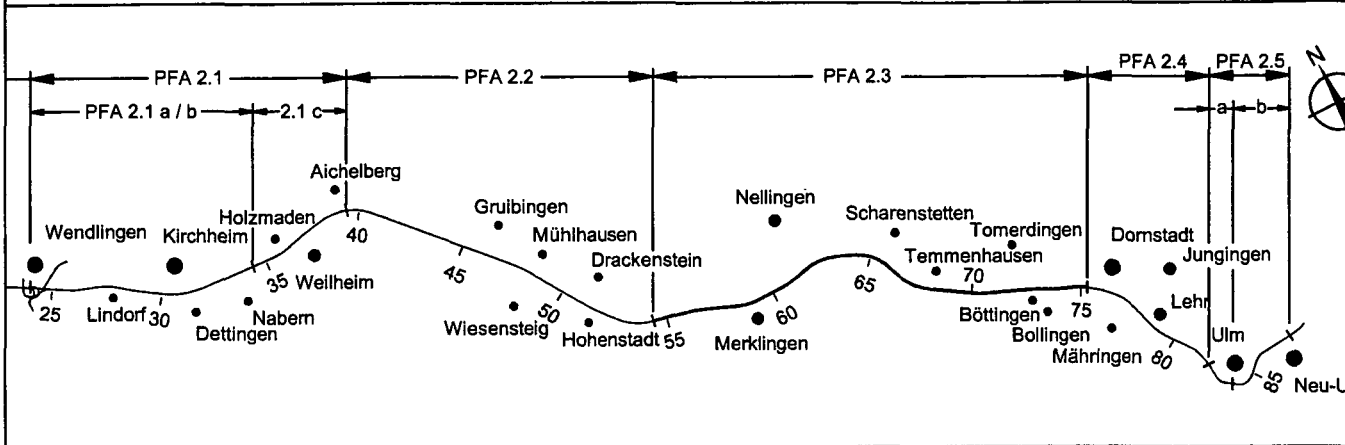 PFA 2.1
PFA 2.2
PFA 2.3
PFA 2.4
PFA 2.5
N
PFA 2.1 a / b
2.1 c
a
b
Aichelberg
Wendlingen
Holzmaden
Kirchheim
Weilheim
Lindorf
Dettingen
Nabern
Gruibingen
Mühlhausen
Drackenstein
Wiesensteig
Hohenstadt
Nellingen
Merklingen
Scharenstetten
Temmenhausen
Tomerdingen
Dornstadt
Jungingen
Böttingen
Bollingen
Mähringen
Lehr
Ulm
Neu-U
25
30
35
40
45
50
55
60
65
70
75
80
85